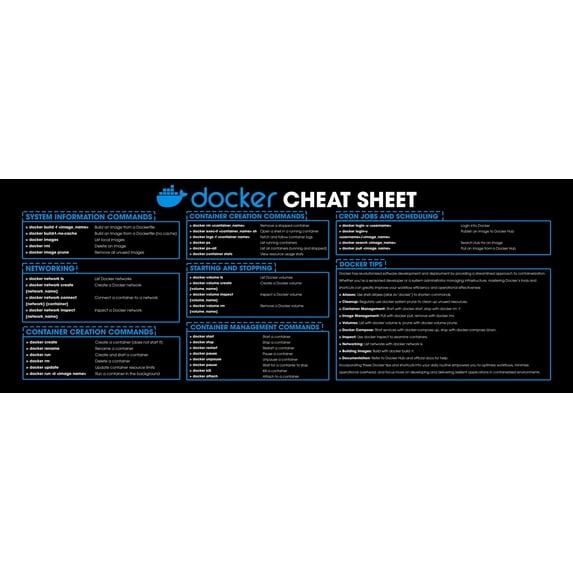 docker CHEAT SHEET
SYSTEM INFORMATION COMMANDS
docker build -t <image_name> Build an image from a Dockerfile
docker build t-no-cache Build an image from a Dockerfile (no cache)
docker images List local images
docker rmi Delete an image
docker image prune Remove all unused images
NETWORKING
docker network ls List Docker networks
docker network create Create a Docker network
[network_name]
docker network connect Connect a container to a network
[network] [container]
docker network inspect Inspect a Docker network
[network_name]
CONTAINER CREATION COMMANDS
docker create Create a container (does not start it)
docker rename Rename a container
docker run Create and start a container
docker rm Delete a container
docker update Update container resource limits
docker run -d <image name> Run a container in the background
CONTAINER CREATION COMMANDS
docker rm <container_name> Remove a stopped container
Open a shell in a running container
Fetch and follow container logs
docker ps List running containers
List all containers (running and stopped)
docker container stats View resource usage stats
STARTING AND STOPPING
docker volume ls List Docker volumes
docker volume create Create a Docker volume
[volume_name]
docker volume inspect Inspect a Docker volume
[volume_name]
docker volume rm Remove a Docker volume
[volume_name]
CONTAINER MANAGEMENT COMMANDS
docker start Start a container
docker stop Stop a container
docker restart Restart a container
docker pause Pause a container
docker unpause Unpause a container
docker wait Wait for a container to stop
docker kill Kill a container
docker attach Attach to a container
CRON JOBS AND SCHEDULING
docker login -u <username> Login into Docker
docker login-u Publish an image to Docker Hub
<username>/<image_name>
docker search <image_name> Search Hub for an image
docker pull <image_name> Pull an image from a Docker Hub
DOCKER TIPS
Docker has revolutionized software development and deployment by providing a streamlined approach to containerization.
Whether you're a seasoned developer or a system administrator managing infrastructure, mastering Docker's tricks and
shortcuts can greatly improve your workflow efficiency and operational effectiveness.
Aliases: Use shell aliases to shorten commands.
Cleanup: Regularly use docker system prune to clean up unused resources.
Container Management: Start with docker start, stop with docker rm -f.
Image Management: Pull with docker pull, remove with docker rmi.
Volumes: List with docker volume ls, prune with docker volume prune.
Docker Compose: Start services with docker-compose up, stop with docker-compose down.
Inspect: Use docker inspect to examine containers.
Networking: List networks with docker network ls.
Building Images: Build with docker build -t.
Documentation: Refer to Docker Hub and official docs for help.
Incorporating these Docker tips and shortcuts into your daily routine empowers you to optimize workflows, minimize
operational overhead, and focus more on developing and delivering resilient applications in containerized environments.